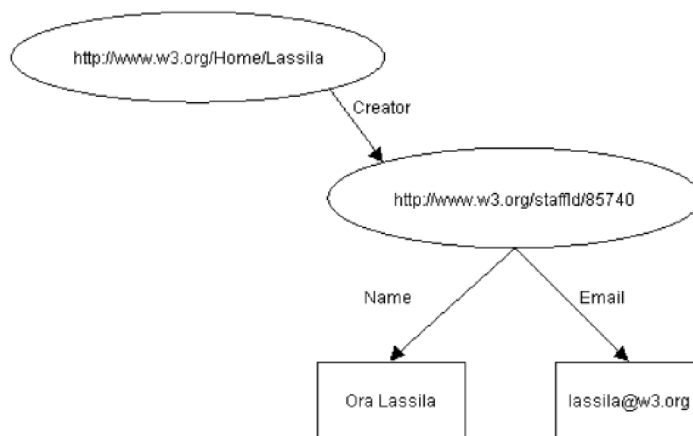 http://www.w3.org/Home/Lassila
Creator
http://www.w3.org/staffId/85740
Name
Email
Ora Lassila
lassila@w3.org